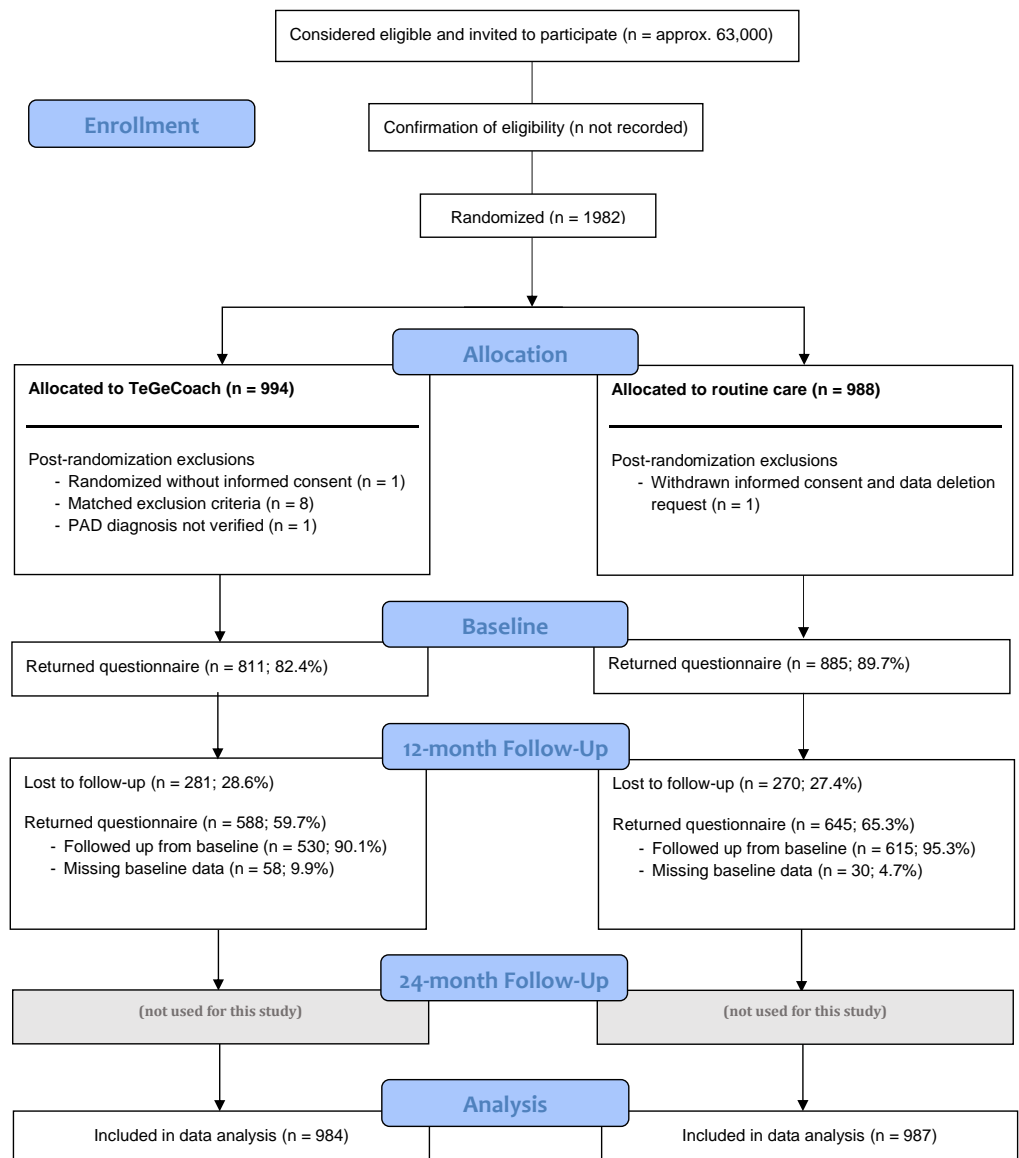 Considered eligible and invited to participate (n = approx. 63,000)
Enrollment
Confirmation of eligibility (n not recorded)
Randomized (n = 1982)
Allocation
Allocated to TeGeCoach (n = 994)
Post-randomization exclusions
- Randomized without informed consent (n = 1)
- Matched exclusion criteria (n = 8)
- PAD diagnosis not verified (n = 1)
Allocated to routine care (n = 988)
Post-randomization exclusions
- Withdrawn informed consent and data deletion
request (n = 1)
Baseline
Returned questionnaire (n = 811; 82.4%)
Returned questionnaire (n = 885; 89.7%)
12-month Follow-Up
Lost to follow-up (n = 281; 28.6%)
Returned questionnaire (n = 588; 59.7%)
- Followed up from baseline (n = 530; 90.1%)
- Missing baseline data (n = 58; 9.9%)
Lost to follow-up (n = 270; 27.4%)
Returned questionnaire (n = 645; 65.3%)
- Followed up from baseline (n = 615; 95.3%)
- Missing baseline data (n = 30; 4.7%)
24-month Follow-Up
(not used for this study)
(not used for this study)
Analysis
Included in data analysis (n = 984)
Included in data analysis (n = 987)